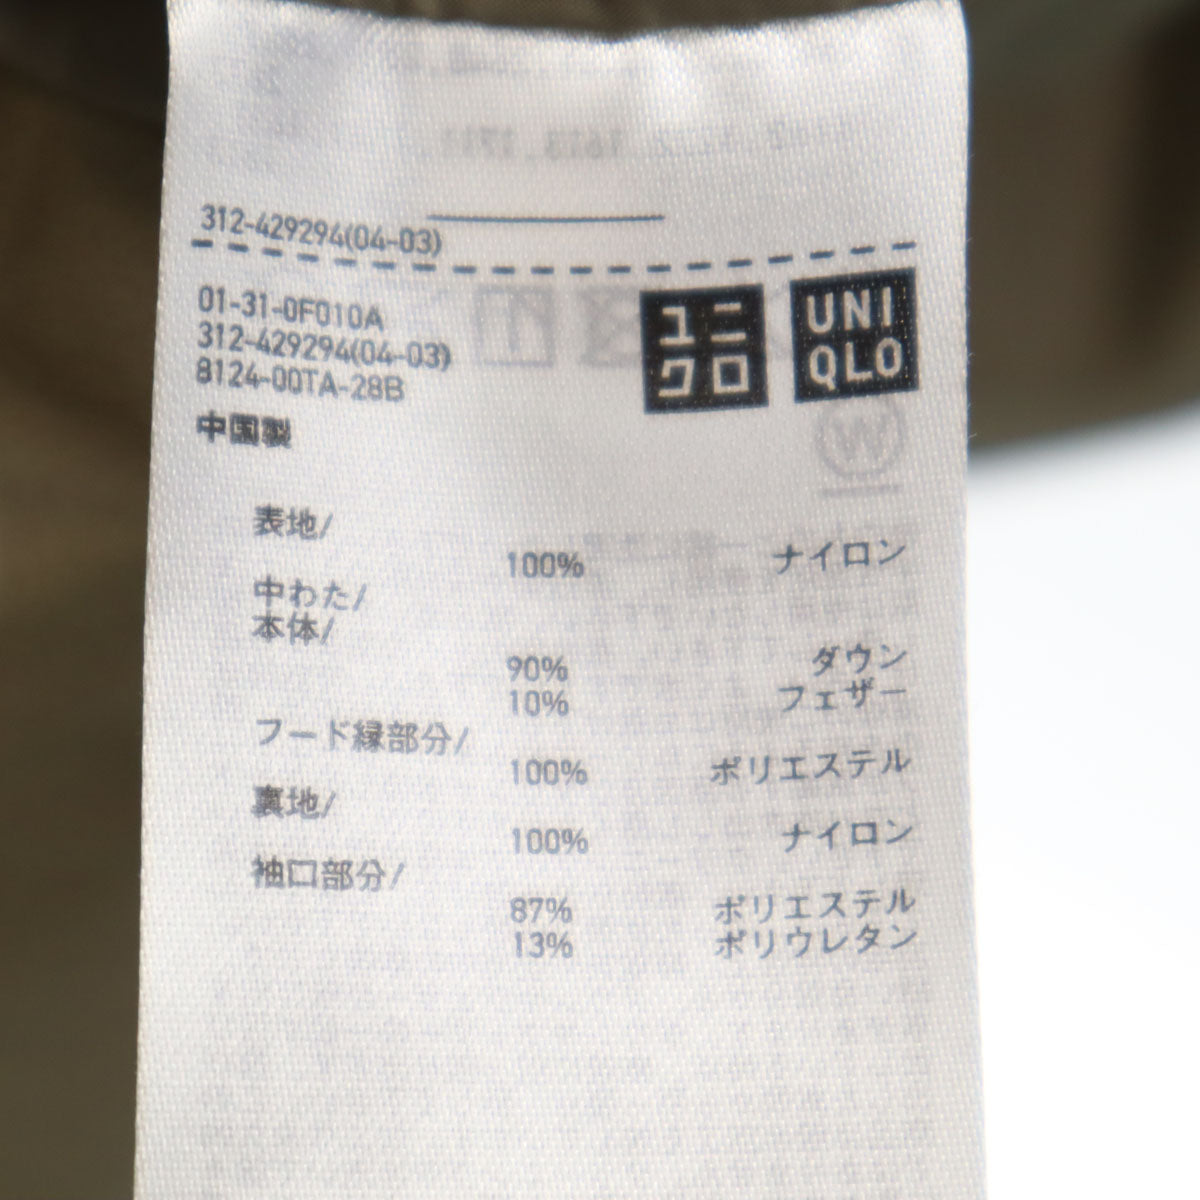 312-429294(04-03)
01-31-0F010A
312-429294(04-03)
8124-00TA-28B
中国製
ユニ
クロ
UNI
QLO
表地/
100% ナイロン
中わた/
本体/
90% ダウン
10% フェザー
フード縁部分/
100% ポリエステル
裏地/
100% ナイロン
袖口部分/
87% ポリエステル
13% ポリウレタン